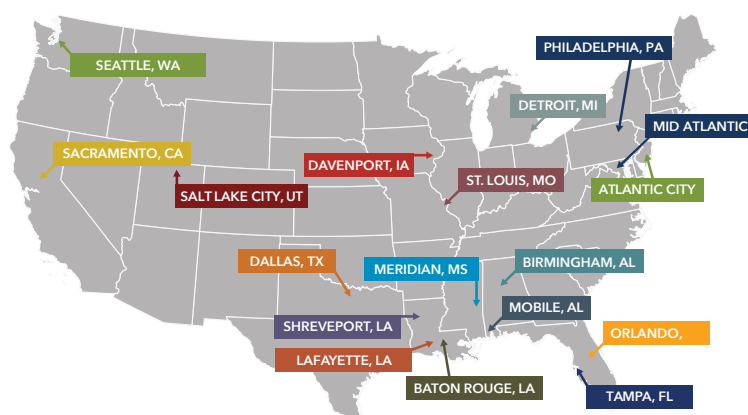 PHILADELPHIA, PA
SEATTLE, WA
DETROIT, MI
MID ATLANTIC
SACRAMENTO, CA
DAVENPORT, IA
ST. LOUIS, MO
ATLANTIC CITY
SALT LAKE CITY, UT
DALLAS, TX
MERIDIAN, MS
BIRMINGHAM, AL
MOBILE, AL
SHREVEPORT, LA
ORLANDO,
LAFAYETTE, LA
BATON ROUGE, LA
TAMPA, FL